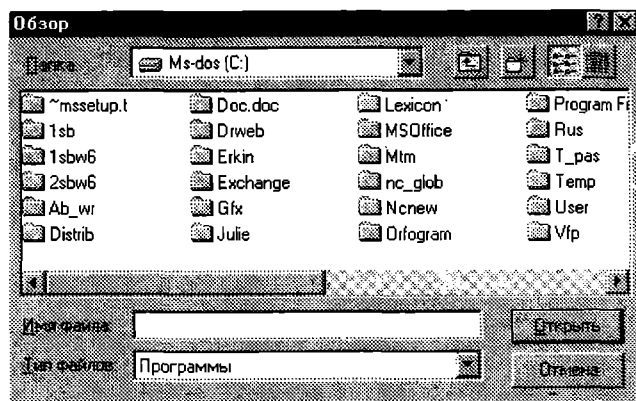 Обзор
Папка: Ms-dos (C:)
~mssetup.t Doc.doc Lexicon Program Fi
1sb Drweb MSOffice Rus
1sbw6 Erkin Mtm T_pas
2sbw6 Exchange nc_glob Temp
Ab_wr Gfx Ncnew User
Distrib Julie Orfogram Vfp
Имя файла: Открыть
Тип файлов: Программы Отмена